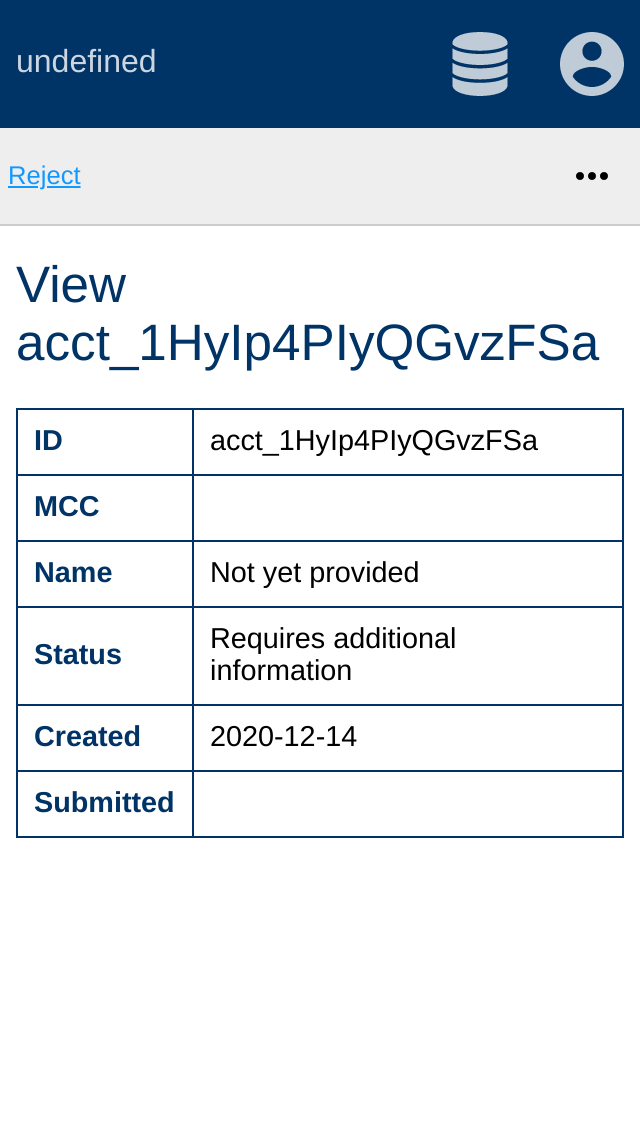 undefined
Reject
View
acct_1HyIp4PIyQGvzFSa
ID acct_1HyIp4PIyQGvzFSa
MCC
Name Not yet provided
Status Requires additional
information
Created 2020-12-14
Submitted